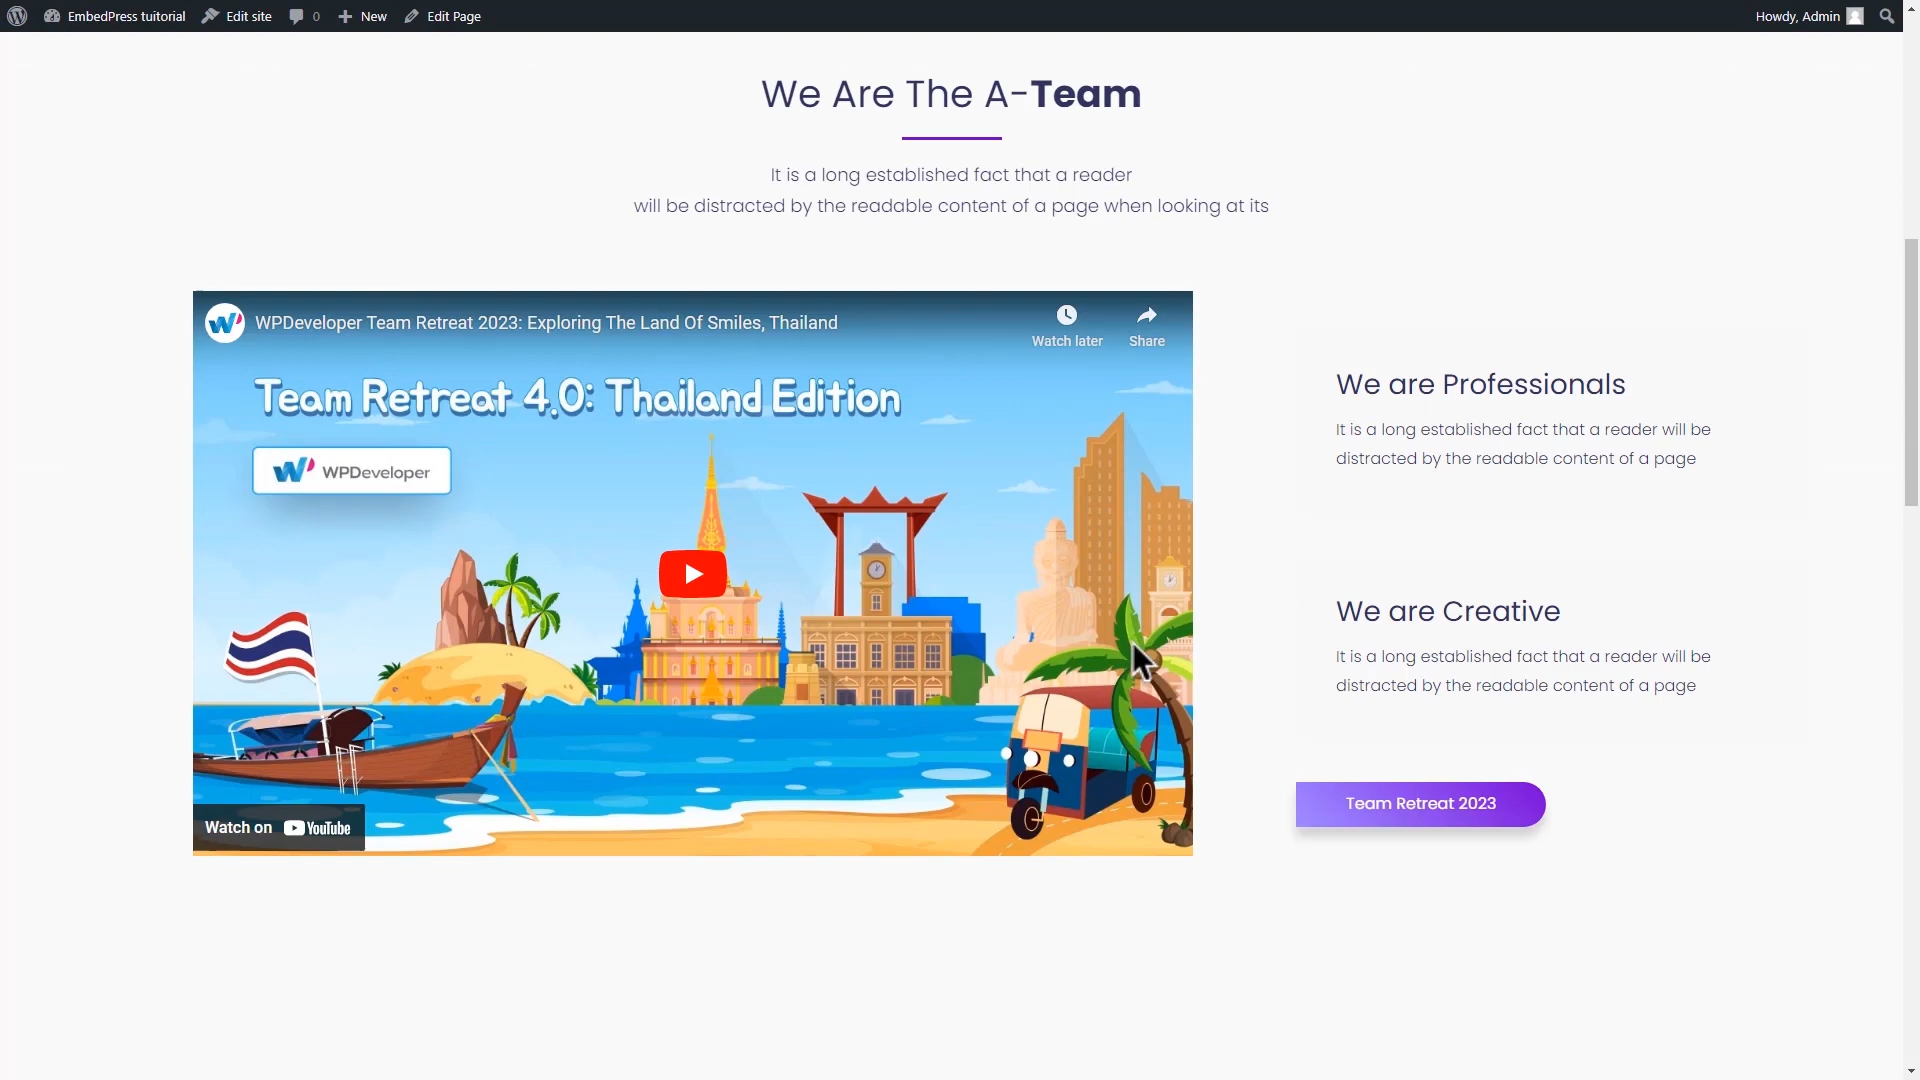 EmbedPress tuitorial Edit site 0 New Edit Page Howdy, Admin
We Are The A-Team
It is a long established fact that a reader
will be distracted by the readable content of a page when looking at its
WPDeveloper Team Retreat 2023: Exploring The Land Of Smiles, Thailand
Watch later Share
Team Retreat 4.0: Thailand Edition
WPDeveloper
Watch on YouTube
We are Professionals
It is a long established fact that a reader will be
distracted by the readable content of a page
We are Creative
It is a long established fact that a reader will be
distracted by the readable content of a page
Team Retreat 2023